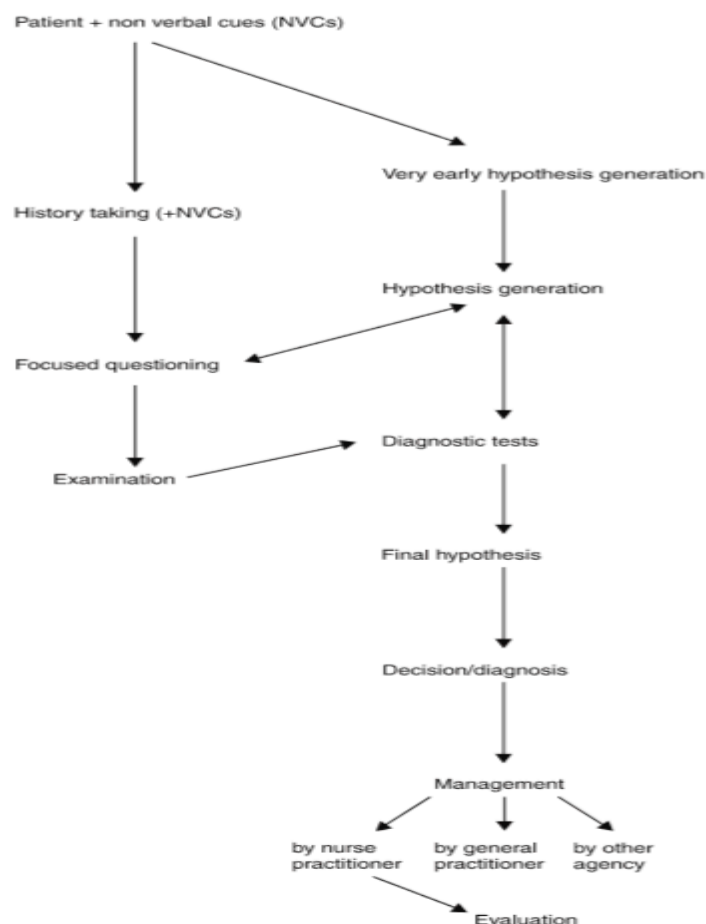 Patient + non verbal cues (NVCs)
Very early hypothesis generation
History taking (+NVCs)
Hypothesis generation
Focused questioning
Diagnostic tests
Examination
Final hypothesis
Decision/diagnosis
Management
by nurse
practitioner
by general
practitioner
by other
agency
Evaluation